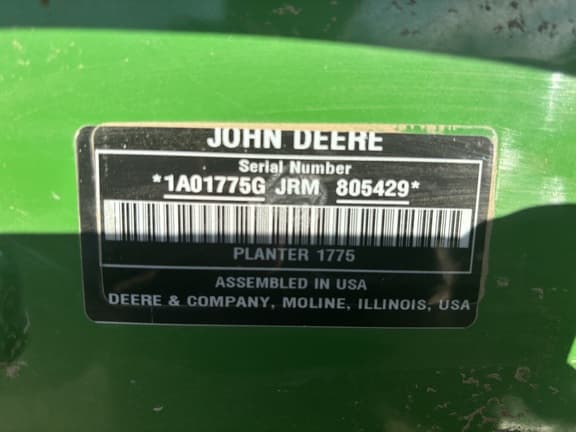 JOHN DEERE
Serial Number
*1A01775G JRM 805429*
PLANTER 1775
ASSEMBLED IN USA
DEERE & COMPANY, MOLINE, ILLINOIS, USA